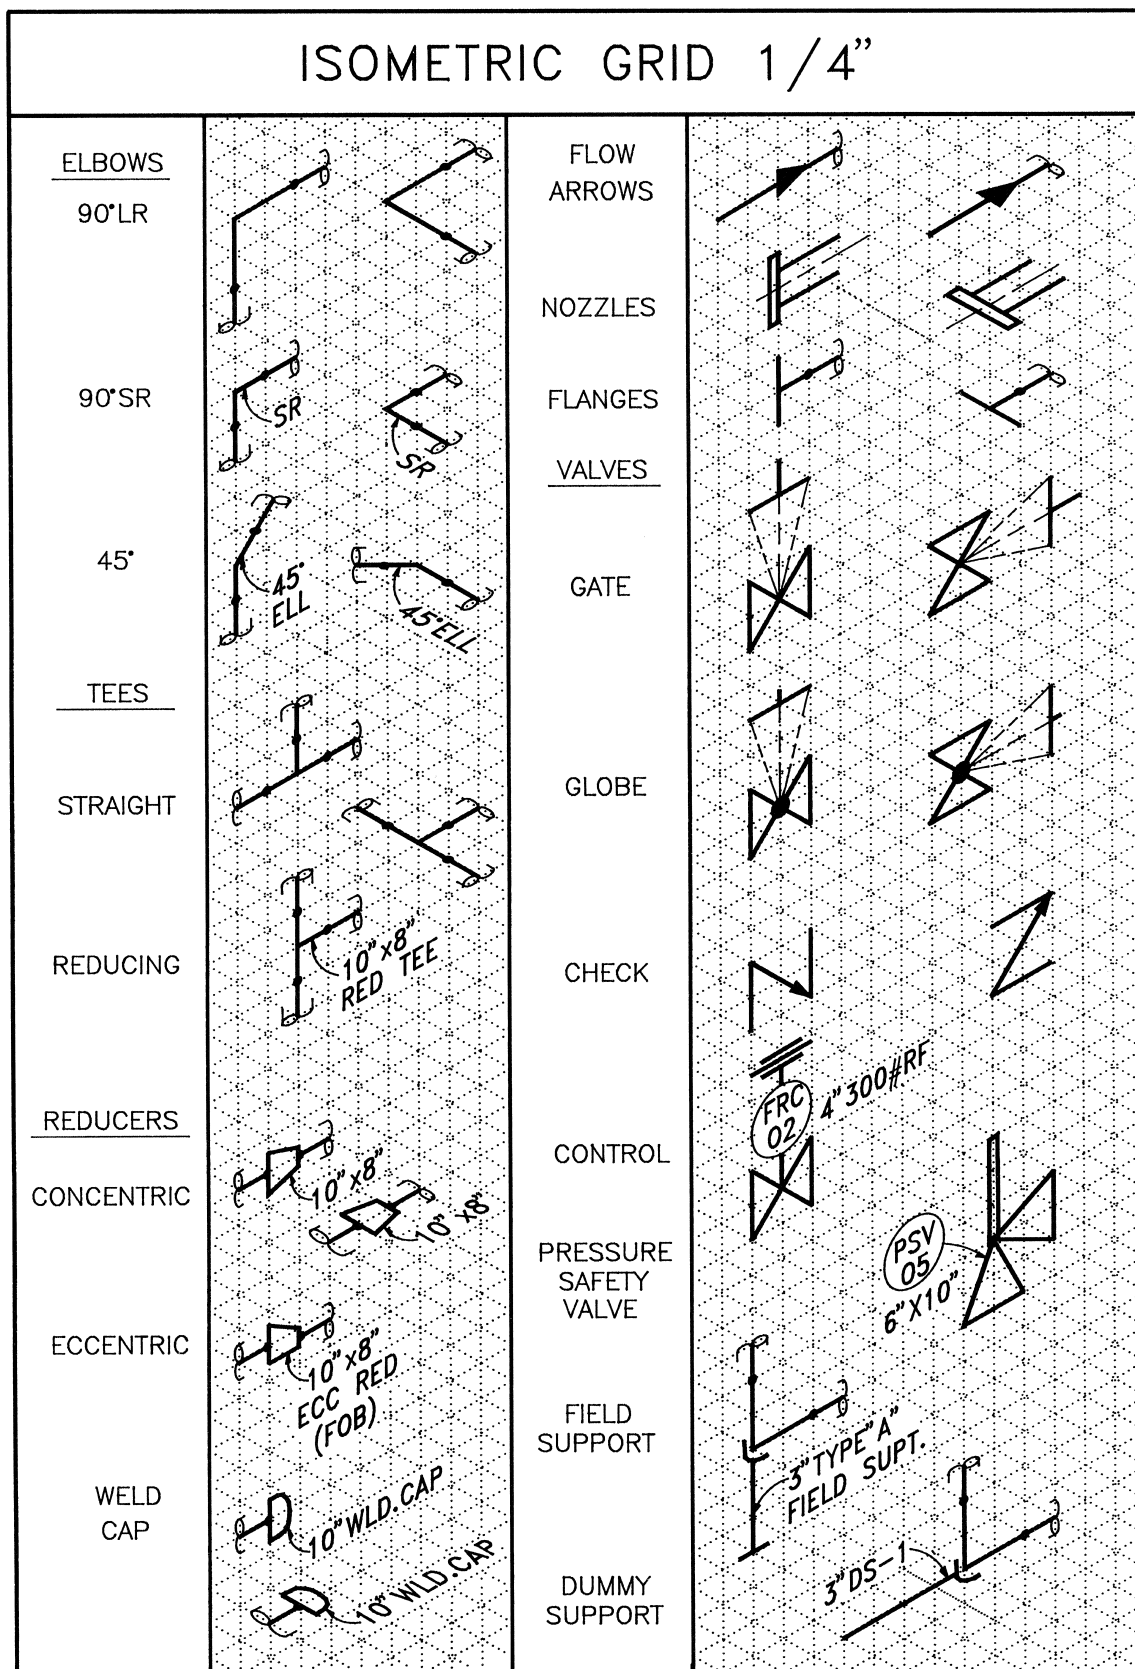 ISOMETRIC GRID 1/4"
ELBOWS
90°LR
90°SR
SR
SR
45°
45°
ELL
45°ELL
TEES
STRAIGHT
REDUCING
10"x8"
RED TEE
REDUCERS
CONCENTRIC
10"x8"
10" x8"
ECCENTRIC
10"x8"
ECC RED
(FOB)
WELD
CAP
10"WLD.CAP
10"WLD.CAP
FLOW
ARROWS
NOZZLES
FLANGES
VALVES
GATE
GLOBE
CHECK
CONTROL
FRC
02
4"300#RF
PRESSURE
SAFETY
VALVE
PSV
05
6"X10"
FIELD
SUPPORT
3"TYPE"A"
FIELD SUPT.
DUMMY
SUPPORT
3"DS-1